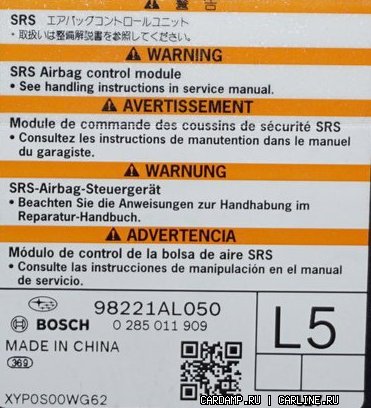 ⚠ 警告
SRS エアバッグコントロールユニット
・取扱いは整備解説書を参照してください。
⚠ WARNING
SRS Airbag control module
• See handling instructions in service manual.
⚠ AVERTISSEMENT
Module de commande des coussins de sécurité SRS
• Consultez les instructions de manutention dans le manuel
du garagiste.
⚠ WARNUNG
SRS-Airbag-Steuergerät
• Beachten Sie die Anweisungen zur Handhabung im
Reparatur-Handbuch.
⚠ ADVERTENCIA
Módulo de control de la bolsa de aire SRS
• Consulte las instrucciones de manipulación en el manual
de servicio.
98221AL050
BOSCH 0 285 011 909
L5
MADE IN CHINA
369
XYP0S00WG62
CARDAMP.RU | CARLINE.RU